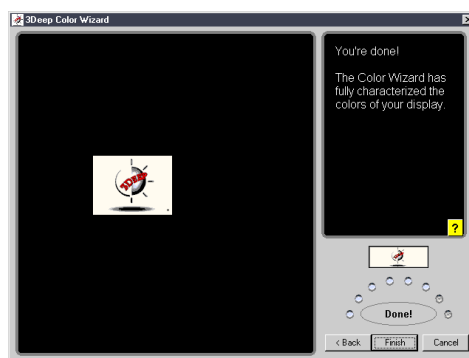 3Deep Color Wizard
You're done!
The Color Wizard has
fully characterized the
colors of your display.
3DEEP
?
Done!
< Back
Finish
Cancel